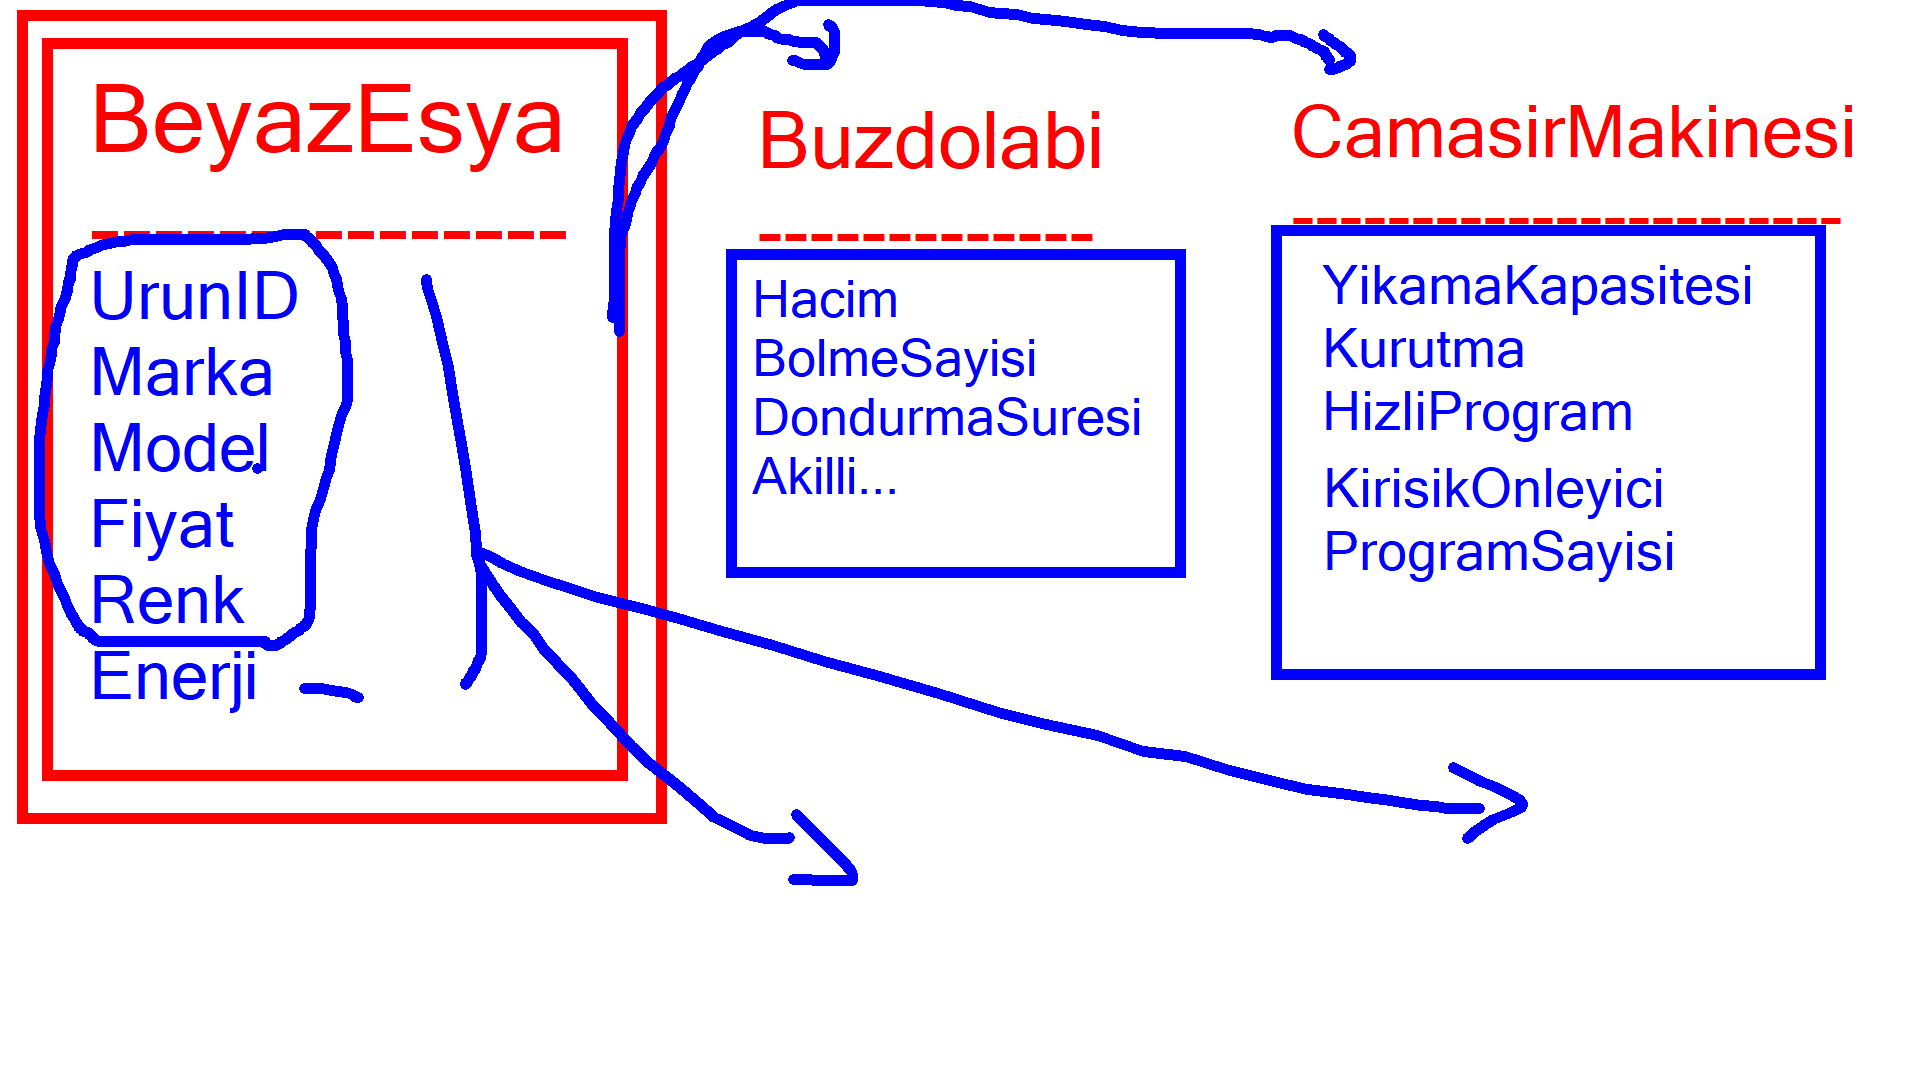 BeyazEsya
---------------
UrunID
Marka
Model
Fiyat
Renk
Enerji
Buzdolabi
-------------
Hacim
BolmeSayisi
DondurmaSuresi
Akilli...
CamasirMakinesi
-----------------------
YikamaKapasitesi
Kurutma
HizliProgram
KirisikOnleyici
ProgramSayisi